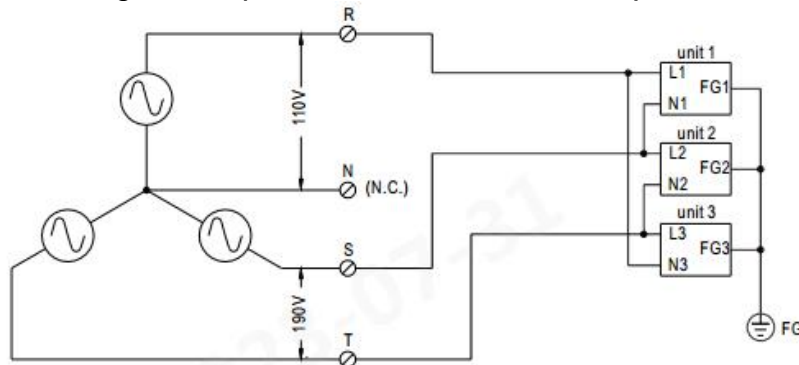 R
110V
N
(N.C.)
S
190V
T
unit 1
L1
FG1
N1
unit 2
L2
FG2
N2
unit 3
L3
FG3
N3
FG